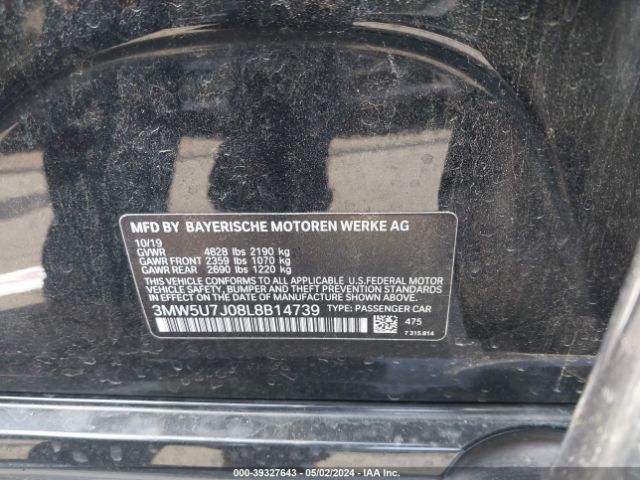 MFD BY BAYERISCHE MOTOREN WERKE AG
10/19
GVWR 4828 lbs 2190 kg
GAWR FRONT 2359 lbs 1070 kg
GAWR REAR 2690 lbs 1220 kg
THIS VEHICLE CONFORMS TO ALL APPLICABLE U.S.FEDERAL MOTOR
VEHICLE SAFETY, BUMPER AND THEFT PREVENTION STANDARDS
IN EFFECT ON THE DATE OF MANUFACTURE SHOWN ABOVE.
3MW5U7J08L8B14739 TYPE: PASSENGER CAR
475
7 315.814
000-39327643 - 05/02/2024 - IAA Inc.